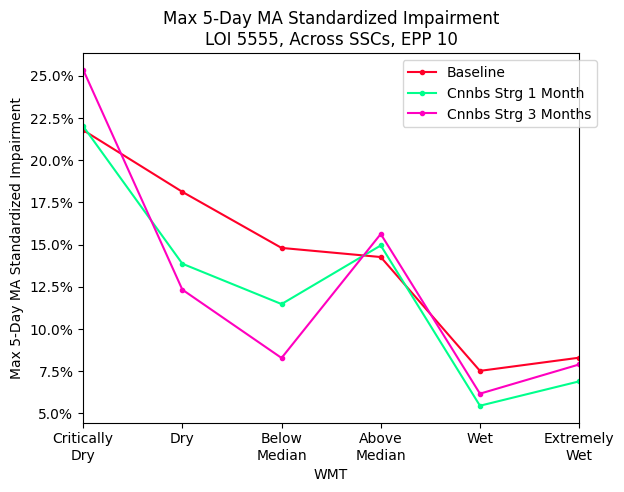 Max 5-Day MA Standardized Impairment
LOI 5555, Across SSCs, EPP 10
Baseline
Cnnbs Strg 1 Month
Cnnbs Strg 3 Months
Max 5-Day MA Standardized Impairment
25.0%
22.5%
20.0%
17.5%
15.0%
12.5%
10.0%
7.5%
5.0%
Critically
Dry
Dry
Below
Median
Above
Median
Wet
Extremely
Wet
WMT